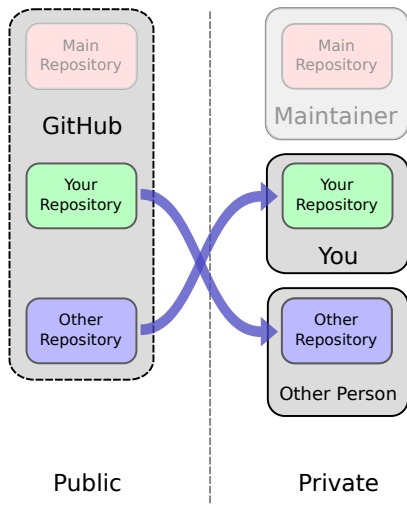 Main
Repository
GitHub
Your
Repository
Other
Repository
Public
Main
Repository
Maintainer
Your
Repository
You
Other
Repository
Other Person
Private